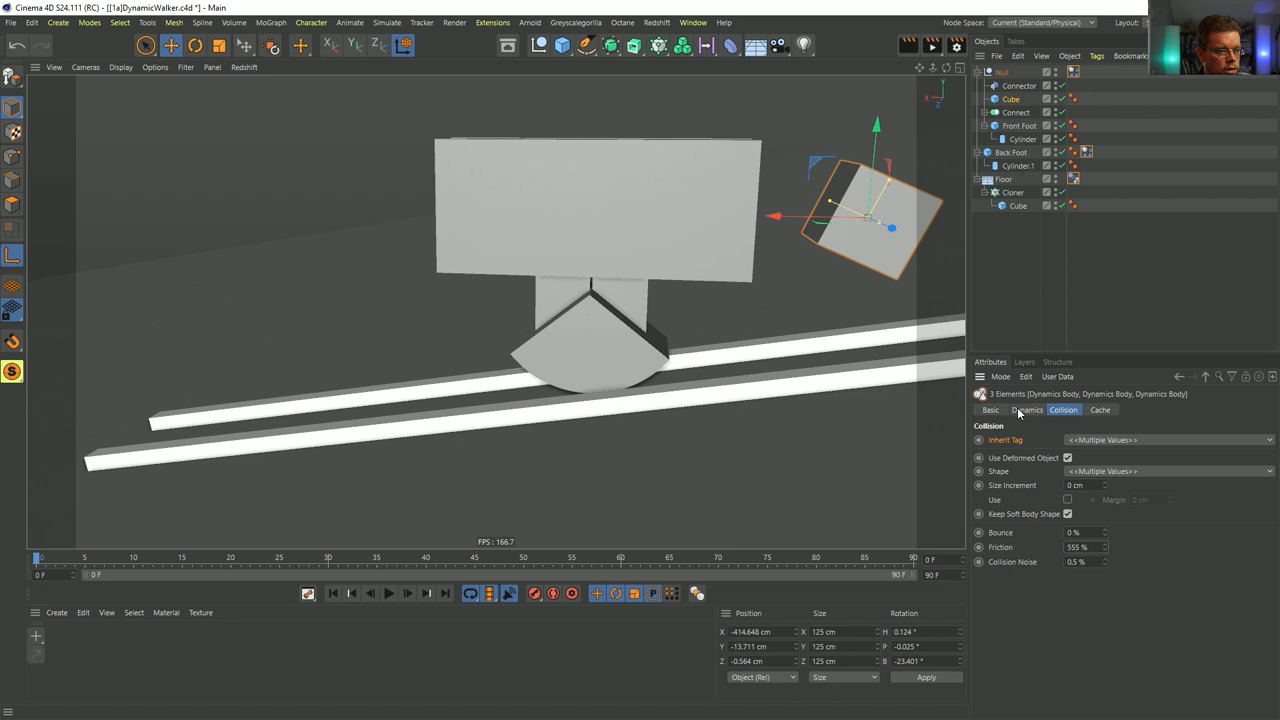 Cinema 4D S24.111 (RC) - [[1a]DynamicWalker.c4d *] - Main
File Edit Create Modes Select Tools Mesh Spline Volume MoGraph Character Animate Simulate Tracker Render Extensions Arnold Greyscalegorilla Octane Redshift Window Help Node Space: Current (Standard/Physical) Layout:
Objects Takes
File Edit View Object Tags Bookmarks
View Cameras Display Options Filter Panel Redshift
Null
Connector
Cube
Connect
Front Foot
Cylinder
Back Foot
Cylinder.1
Floor
Cloner
Cube
Attributes Layers Structure
Mode Edit User Data
3 Elements [Dynamics Body, Dynamics Body, Dynamics Body]
Basic Dynamics Collision Cache
Collision
Inherit Tag <<Multiple Values>>
Use Deformed Object
Shape <<Multiple Values>>
Size Increment 0 cm
Use Margin 0 cm
Keep Soft Body Shape
Bounce 0 %
Friction 555 %
Collision Noise 0.5 %
FPS : 166.7
0 5 10 15 20 25 30 35 40 45 50 55 60 65 70 75 80 85 90 0 F
0 F 0 F 90 F 90 F
Create Edit View Select Material Texture
Position Size Rotation
X -414.648 cm X 125 cm H 0.124 °
Y -13.711 cm Y 125 cm P -0.025 °
Z -0.564 cm Z 125 cm B -23.401 °
Object (Rel) Size Apply